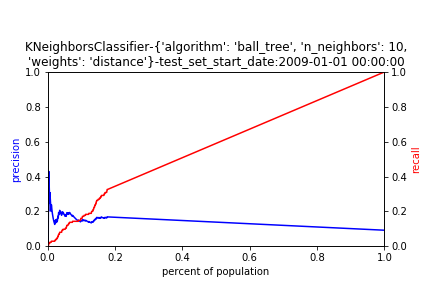 KNeighborsClassifier-{'algorithm': 'ball_tree', 'n_neighbors': 10,
'weights': 'distance'}-test_set_start_date:2009-01-01 00:00:00
1.0
0.8
0.6
0.4
0.2
0.0
precision
1.0
0.8
0.6
0.4
0.2
0.0
recall
0.0 0.2 0.4 0.6 0.8 1.0
percent of population